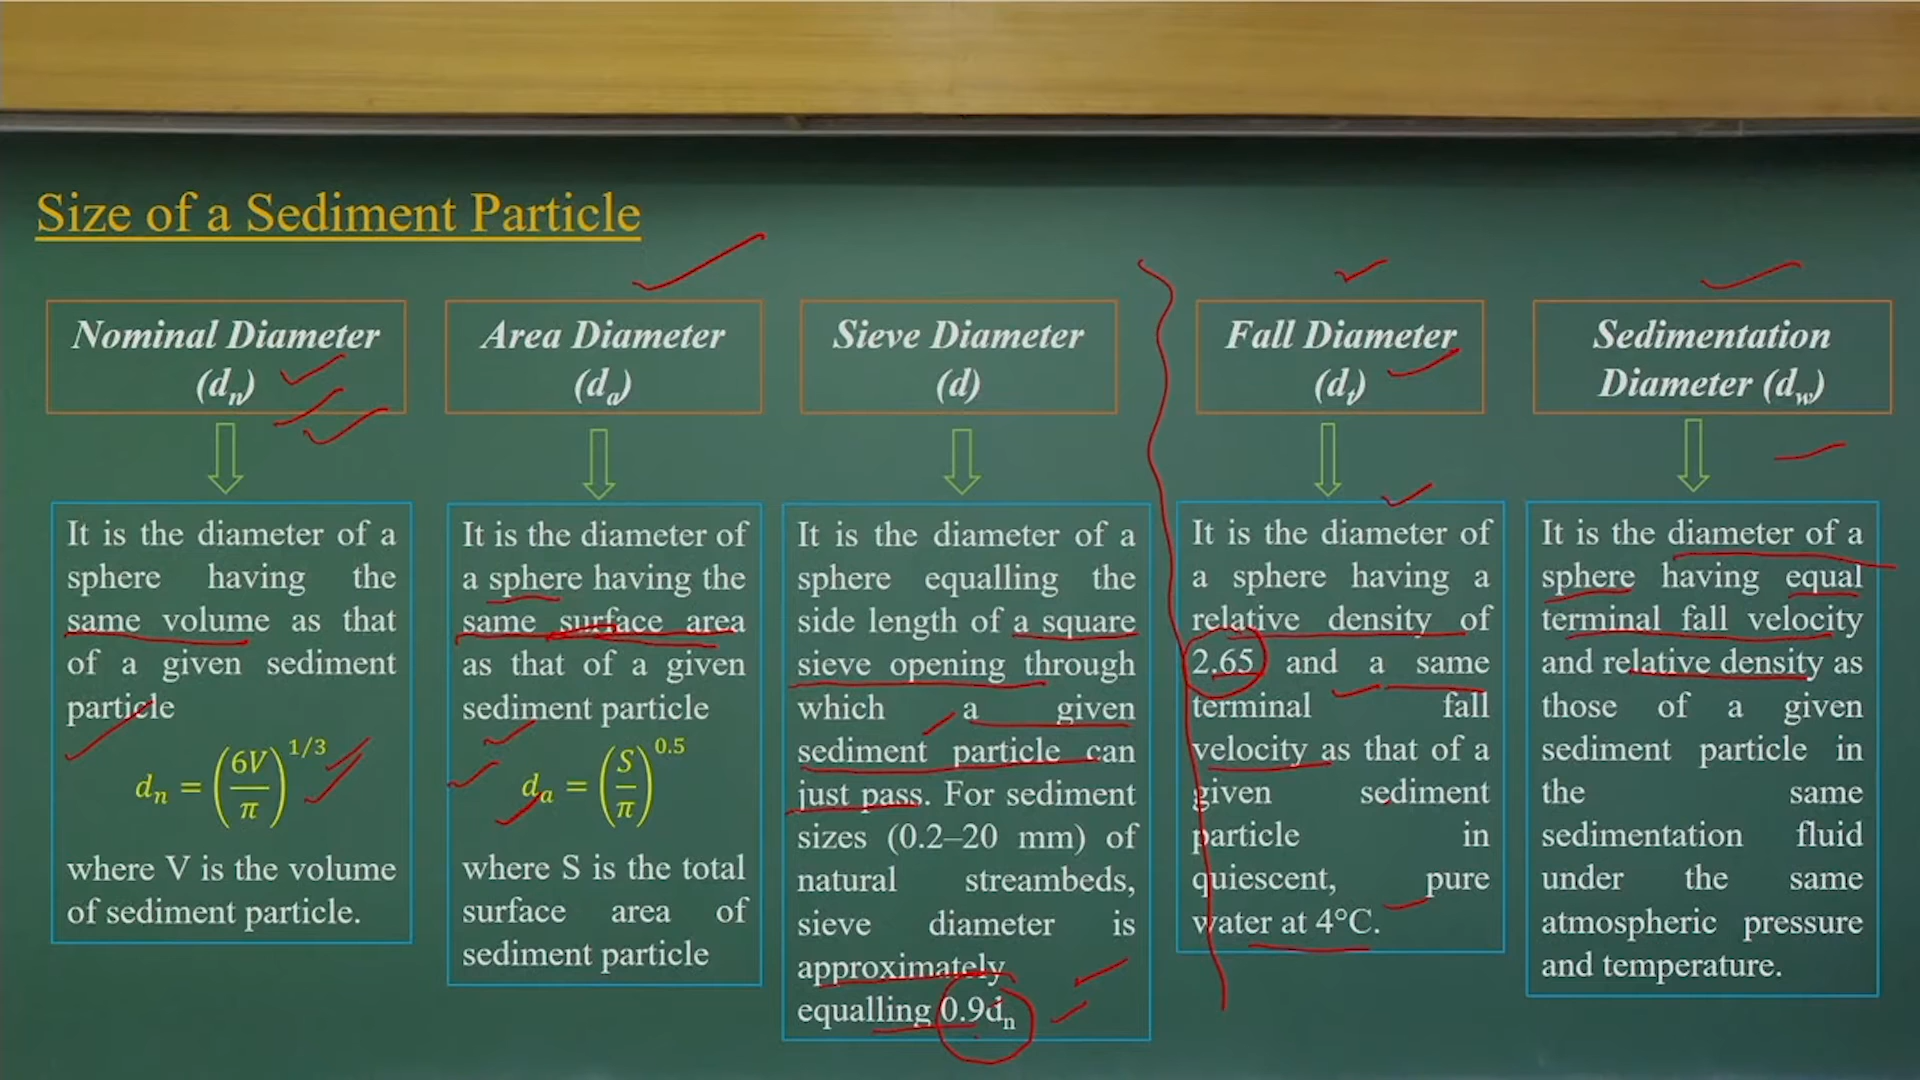 Size of a Sediment Particle
Nominal Diameter
(dₙ)
It is the diameter of a
sphere having the
same volume as that
of a given sediment
particle
dₙ = (6V/π)^1/3
where V is the volume
of sediment particle.
Area Diameter
(dₐ)
It is the diameter of
a sphere having the
same surface area
as that of a given
sediment particle
dₐ = (S/π)^0.5
where S is the total
surface area of
sediment particle
Sieve Diameter
(d)
It is the diameter of a
sphere equalling the
side length of a square
sieve opening through
which a given
sediment particle can
just pass. For sediment
sizes (0.2–20 mm) of
natural streambeds,
sieve diameter is
approximately
equalling 0.9dₙ
Fall Diameter
(dₜ)
It is the diameter of
a sphere having a
relative density of
2.65 and a same
terminal fall
velocity as that of a
given sediment
particle in
quiescent, pure
water at 4°C.
Sedimentation
Diameter (d_w)
It is the diameter of a
sphere having equal
terminal fall velocity
and relative density as
those of a given
sediment particle in
the same
sedimentation fluid
under the same
atmospheric pressure
and temperature.